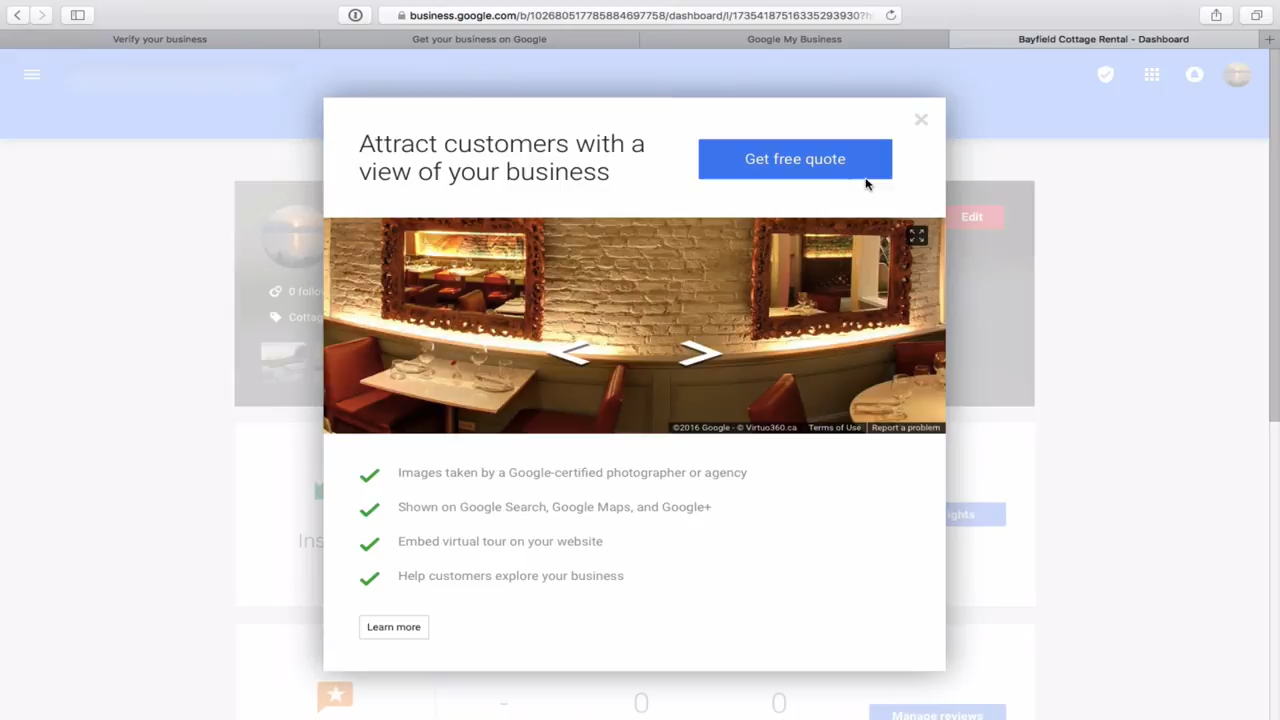 business.google.com/b/102680517785884697758/dashboard/l/17354187516335293930?h
Verify your business
Get your business on Google
Google My Business
Bayfield Cottage Rental - Dashboard
Attract customers with a
view of your business
Get free quote
Edit
0 follo
Cottag
©2016 Google - © Virtuo360.ca
Terms of Use
Report a problem
Images taken by a Google-certified photographer or agency
Shown on Google Search, Google Maps, and Google+
ights
Embed virtual tour on your website
Ins
Help customers explore your business
Learn more
-
0
0
Manage reviews